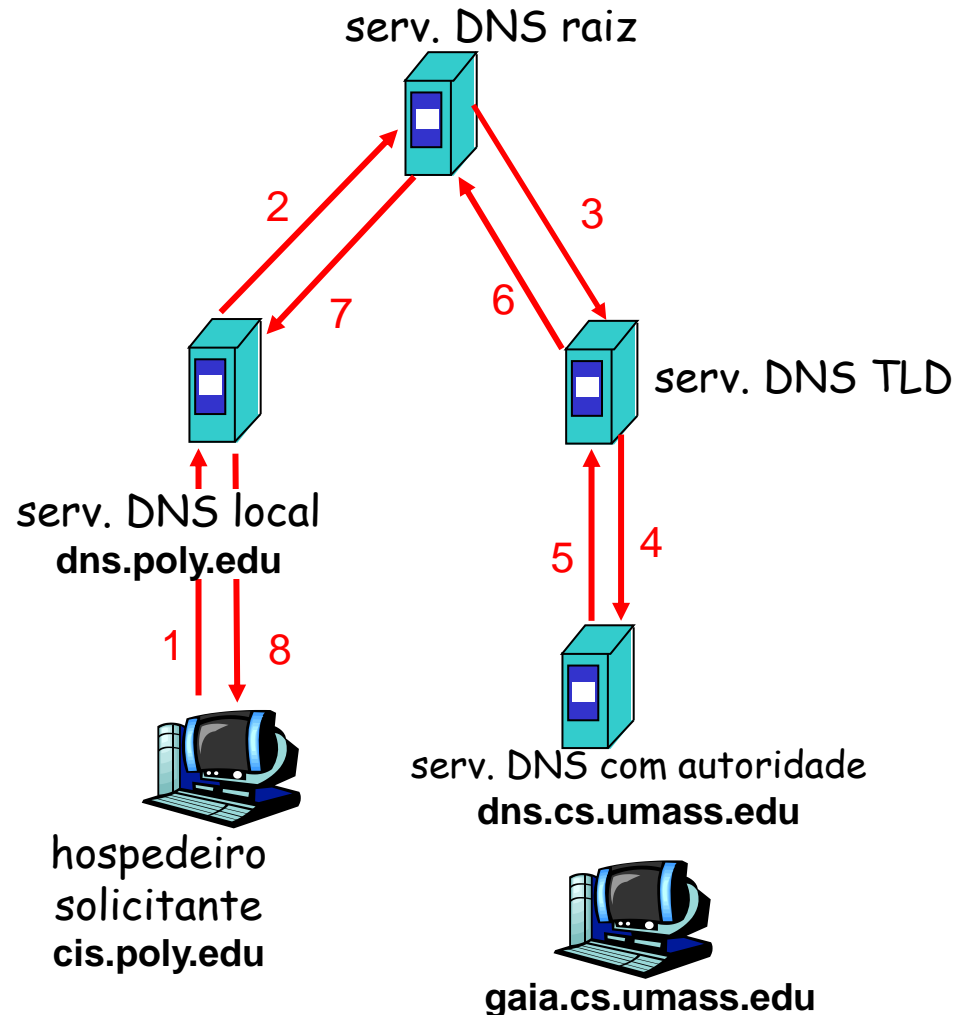 serv. DNS raiz
2
3
7
6
serv. DNS TLD
serv. DNS local
dns.poly.edu
5
4
1
8
serv. DNS com autoridade
dns.cs.umass.edu
hospedeiro
solicitante
cis.poly.edu
gaia.cs.umass.edu